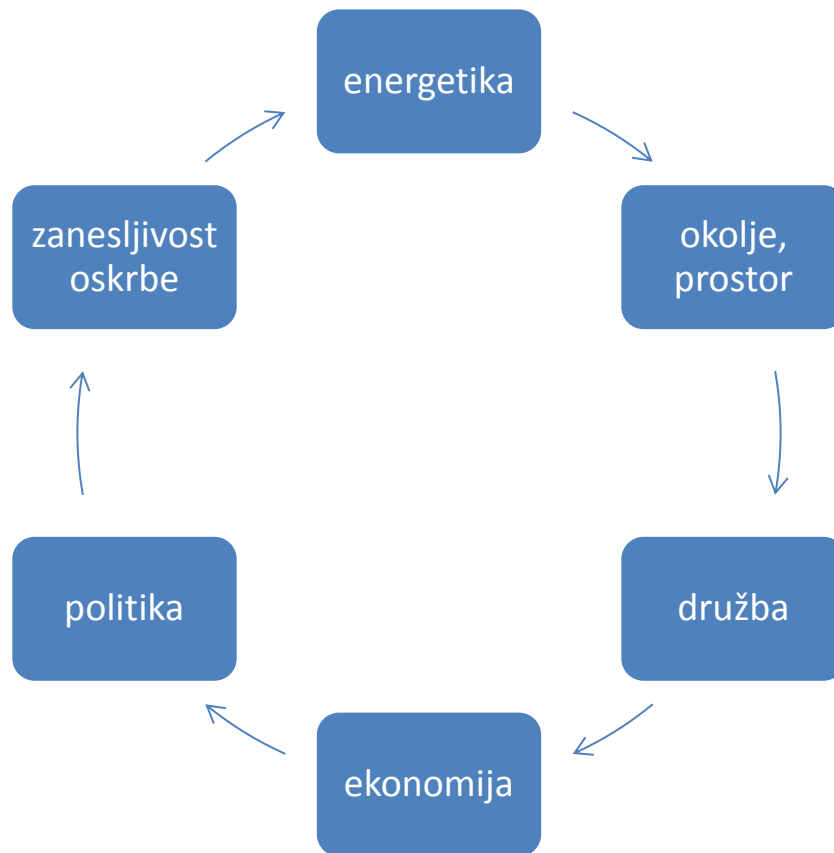 energetika
okolje,
prostor
družba
ekonomija
politika
zanesljivost
oskrbe